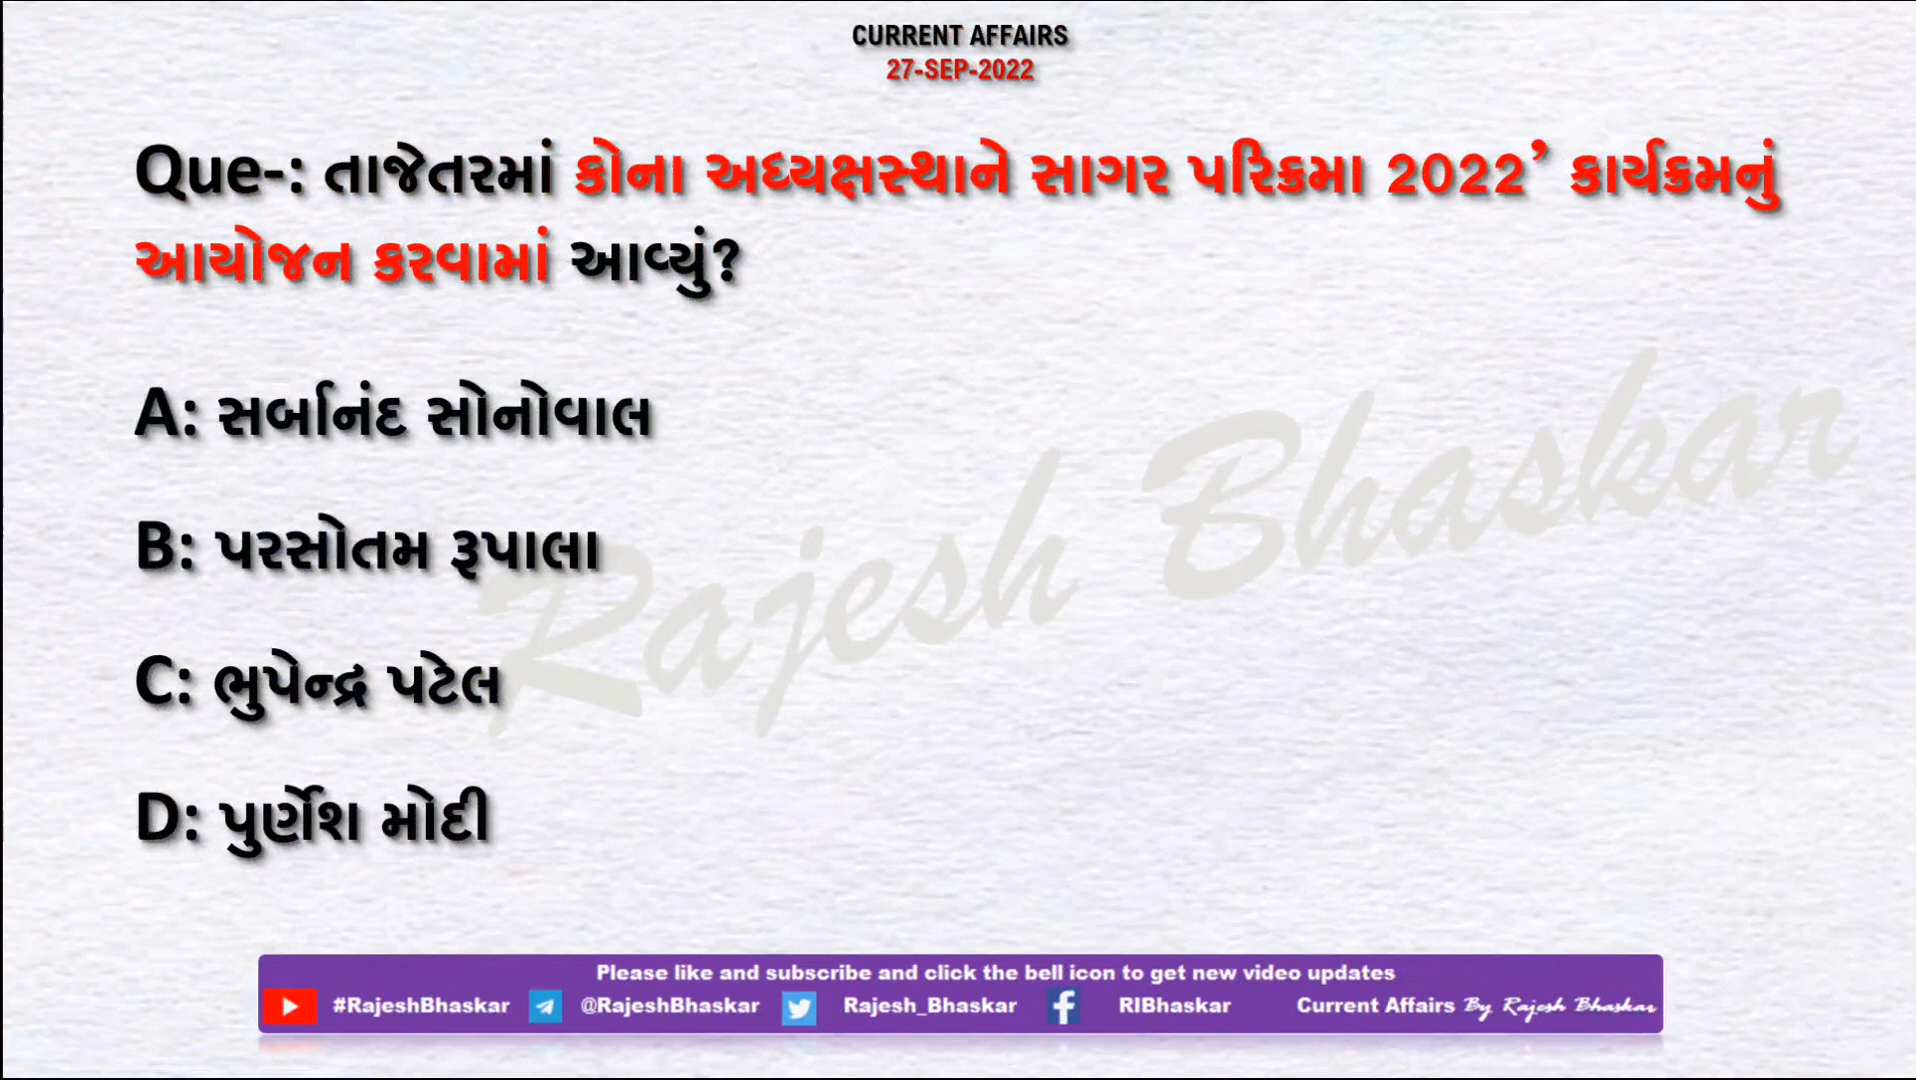 CURRENT AFFAIRS
27-SEP-2022
Que-: તાજેતરમાં કોના અધ્યક્ષસ્થાને સાગર પરિક્રમા 2022’ કાર્યક્રમનું
આયોજન કરવામાં આવ્યું?
A: સર્બાનંદ સોનોવાલ
B: પરસોતમ રૂપાલા
C: ભુપેન્દ્ર પટેલ
D: પુર્ણેશ મોદી
Rajesh Bhaskar
Please like and subscribe and click the bell icon to get new video updates
#RajeshBhaskar @RajeshBhaskar Rajesh_Bhaskar RIBhaskar Current Affairs By Rajesh Bhaskar